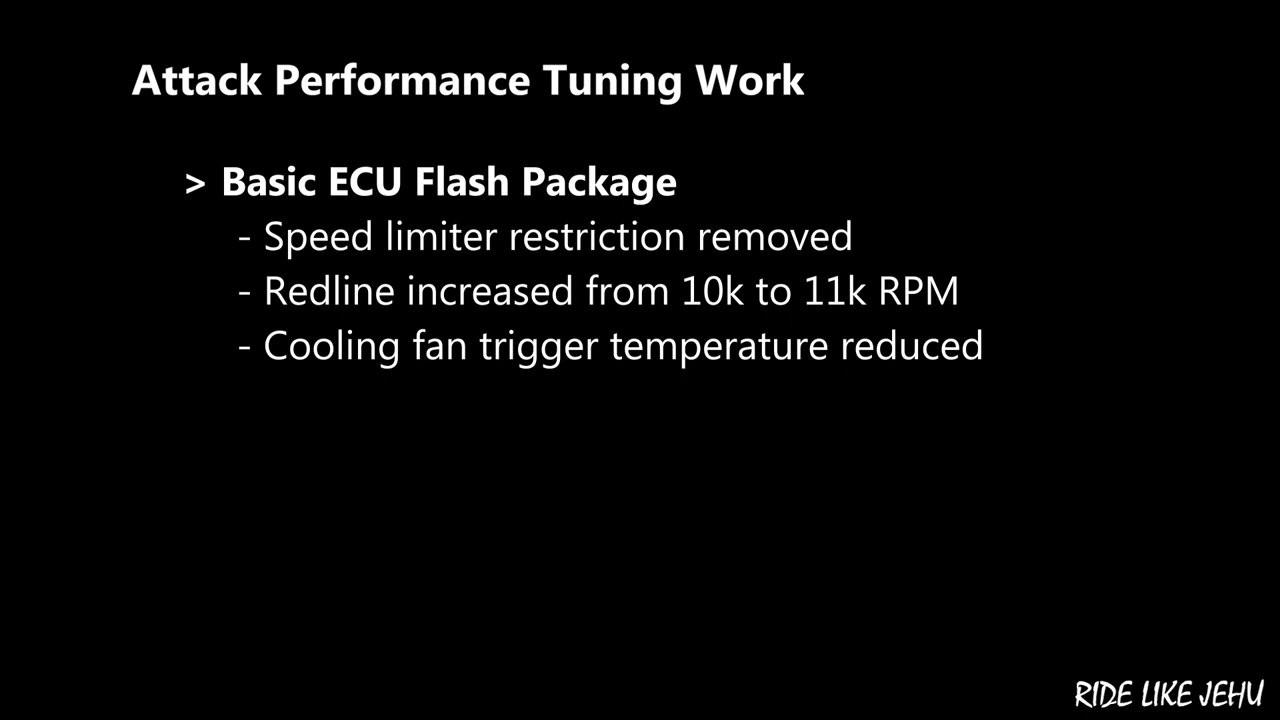 Attack Performance Tuning Work
> Basic ECU Flash Package
- Speed limiter restriction removed
- Redline increased from 10k to 11k RPM
- Cooling fan trigger temperature reduced
RIDE LIKE JEHU